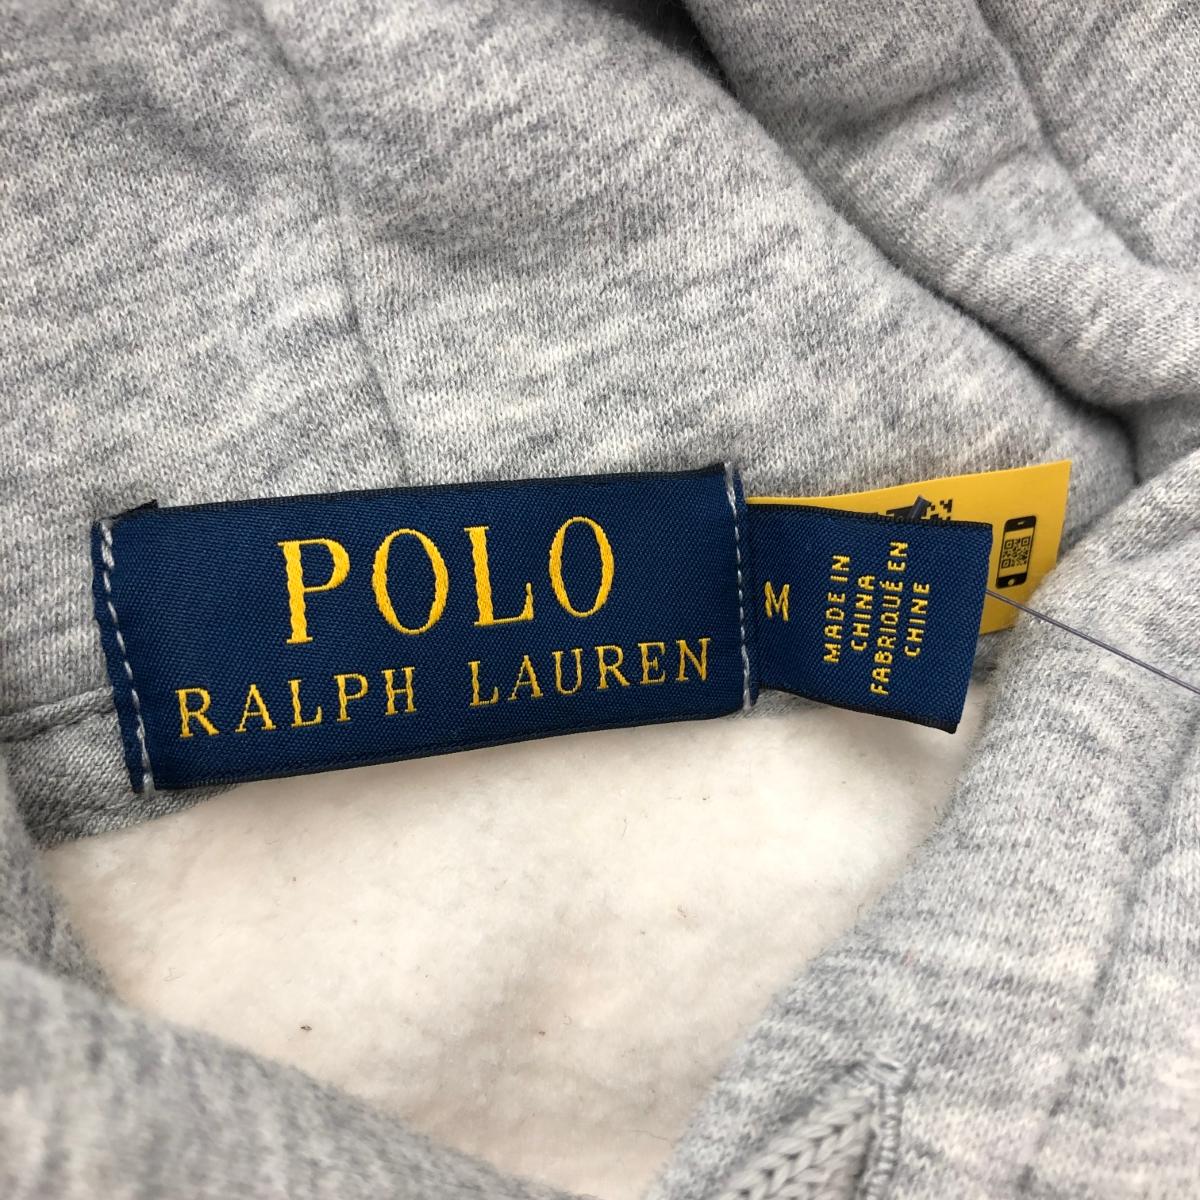 POLO
RALPH LAUREN
M
MADE IN
CHINA
FABRIQUÉ EN
CHINE